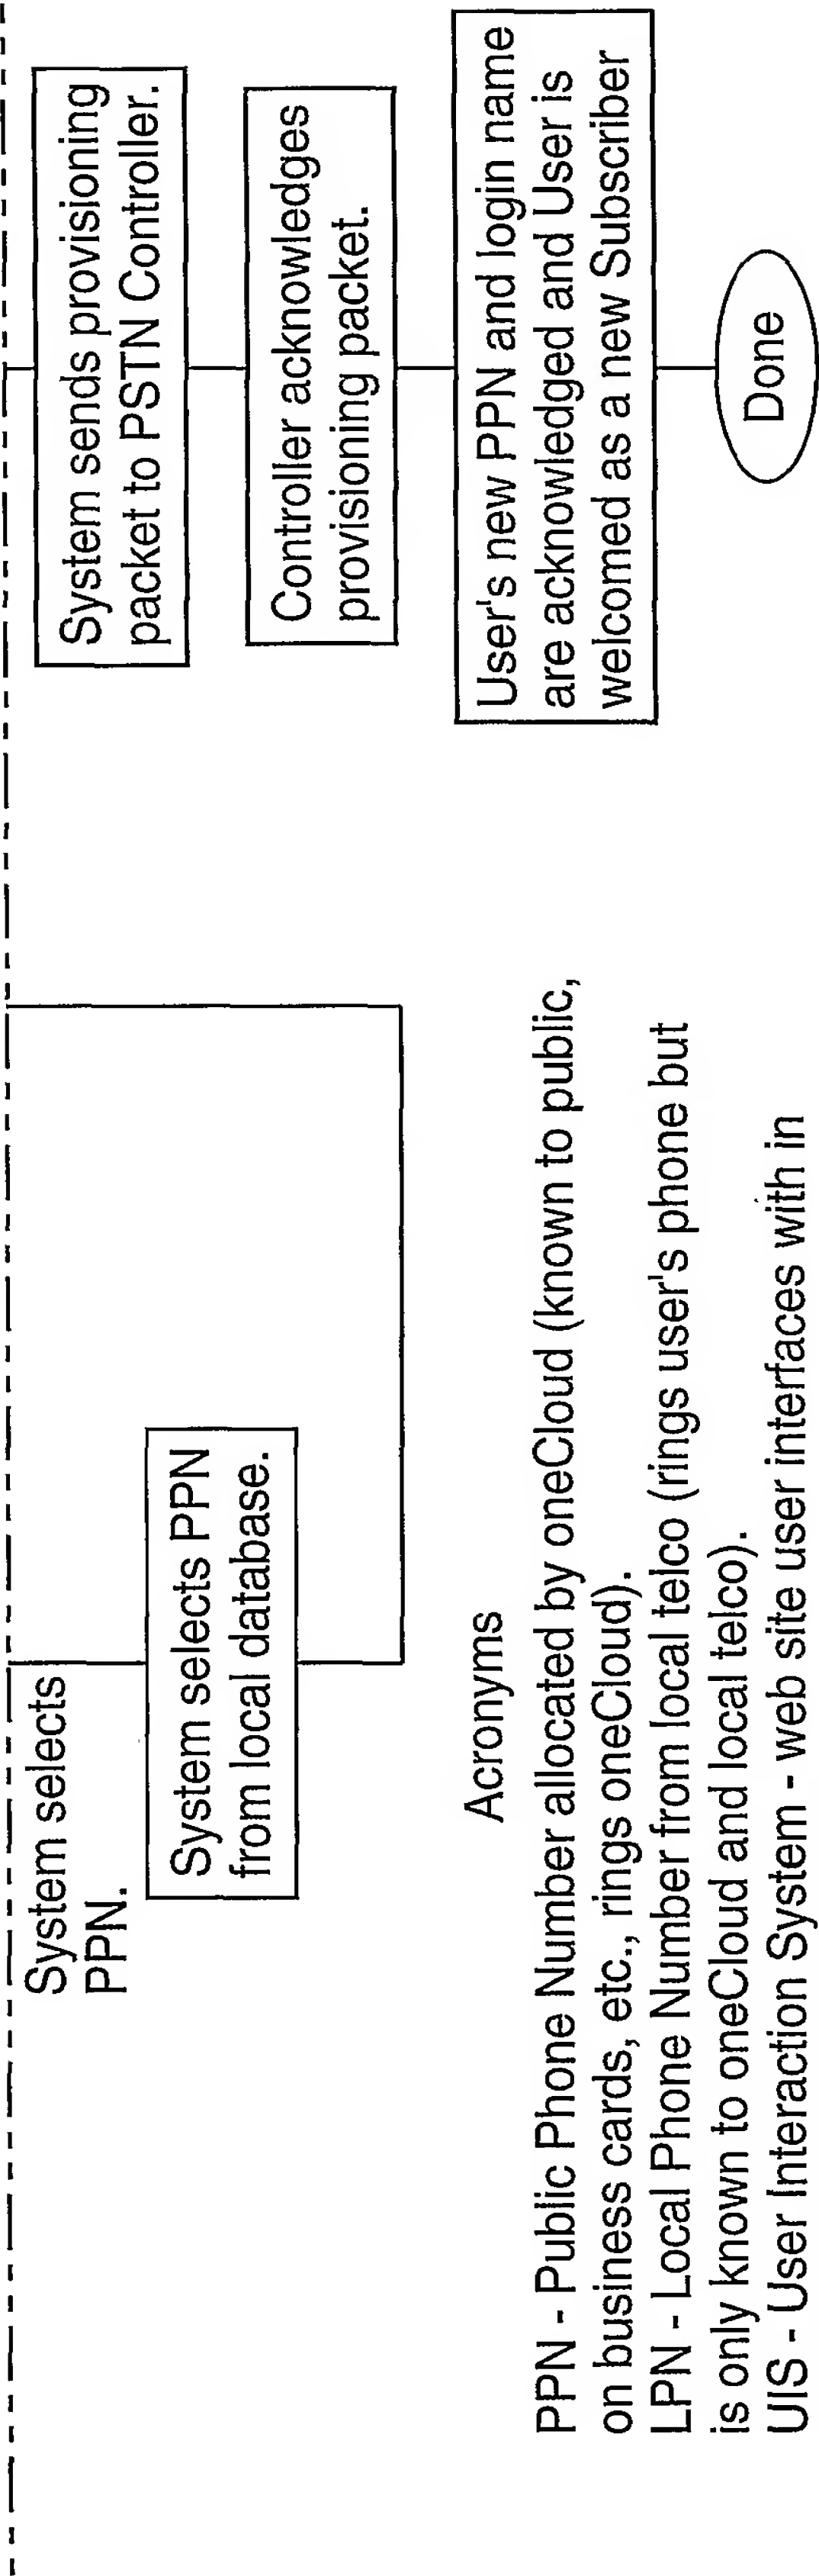 System selects
PPN.
System selects PPN
from local database.
System sends provisioning
packet to PSTN Controller.
Controller acknowledges
provisioning packet.
User's new PPN and login name
are acknowledged and User is
welcomed as a new Subscriber
Done
Acronyms
PPN - Public Phone Number allocated by oneCloud (known to public,
on business cards, etc., rings oneCloud).
LPN - Local Phone Number from local telco (rings user's phone but
is only known to oneCloud and local telco).
UIS - User Interaction System - web site user interfaces with in